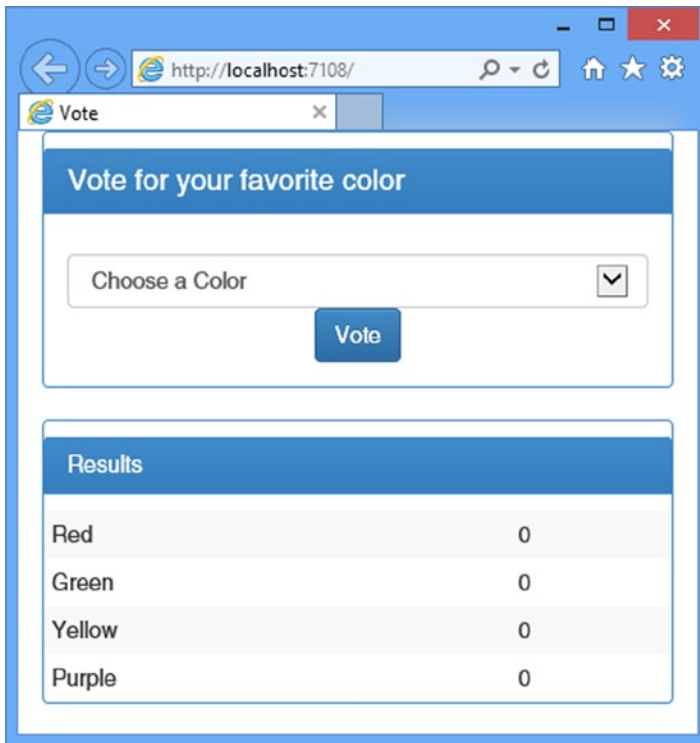 http://localhost:7108/
Vote
Vote for your favorite color
Choose a Color
Vote
Results
Red 0
Green 0
Yellow 0
Purple 0